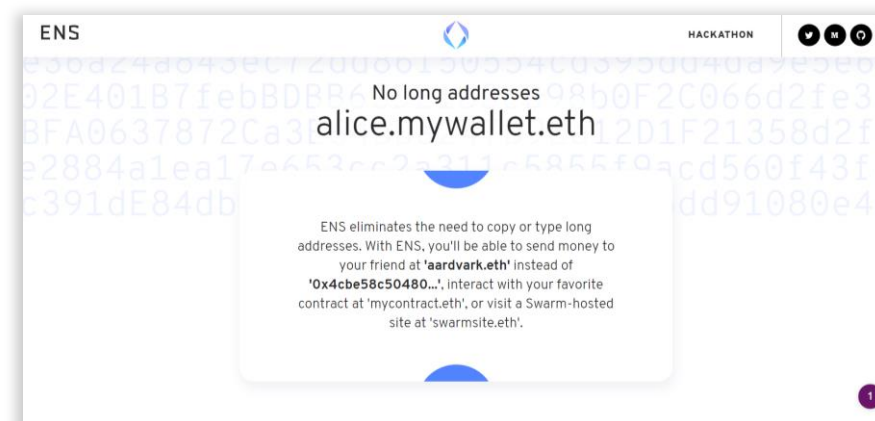 ENS
HACKATHON
No long addresses
alice.mywallet.eth
ENS eliminates the need to copy or type long
addresses. With ENS, you'll be able to send money to
your friend at 'aardvark.eth' instead of
'0x4cbe58c50480...', interact with your favorite
contract at 'mycontract.eth', or visit a Swarm-hosted
site at 'swarmsite.eth'.
1